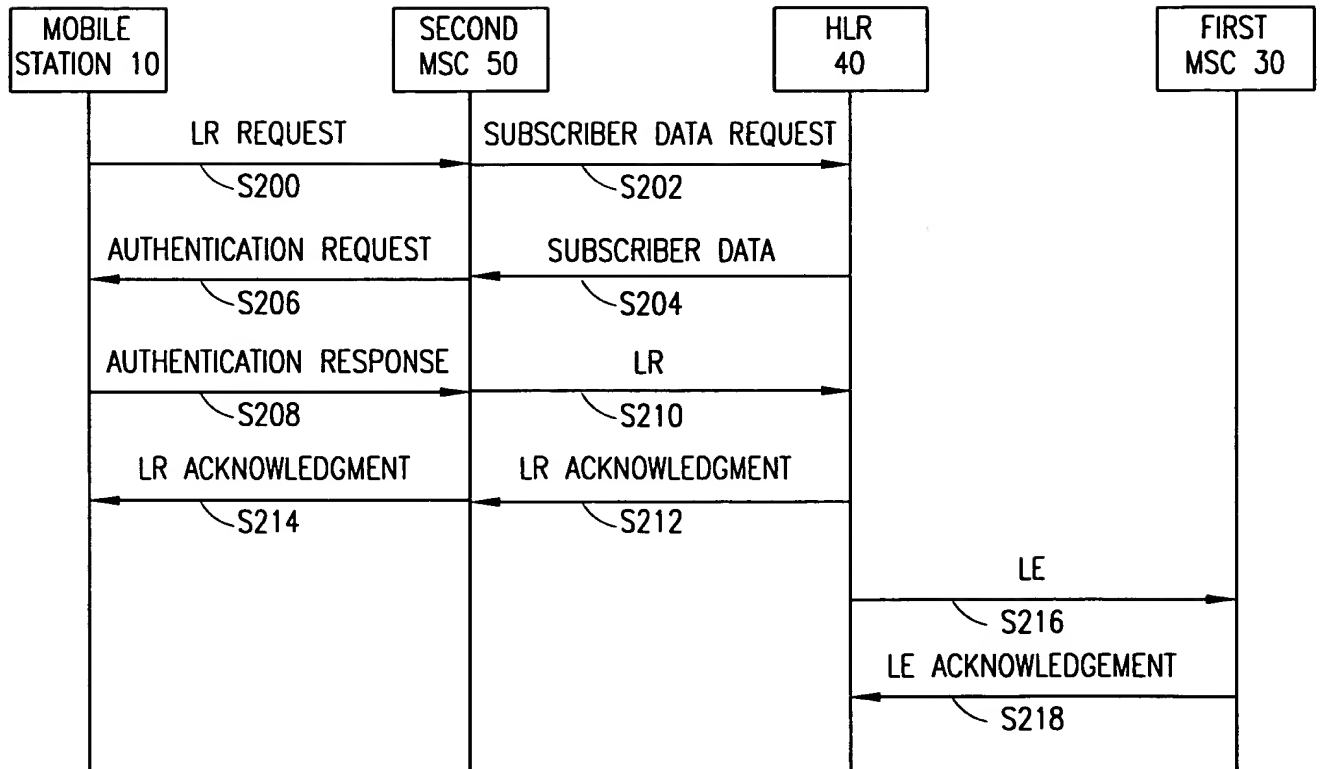 MOBILE
STATION 10
SECOND
MSC 50
HLR
40
FIRST
MSC 30
LR REQUEST
SUBSCRIBER DATA REQUEST
S200
S202
AUTHENTICATION REQUEST
SUBSCRIBER DATA
S206
S204
AUTHENTICATION RESPONSE
LR
S208
S210
LR ACKNOWLEDGMENT
LR ACKNOWLEDGMENT
S214
S212
LE
S216
LE ACKNOWLEDGEMENT
S218